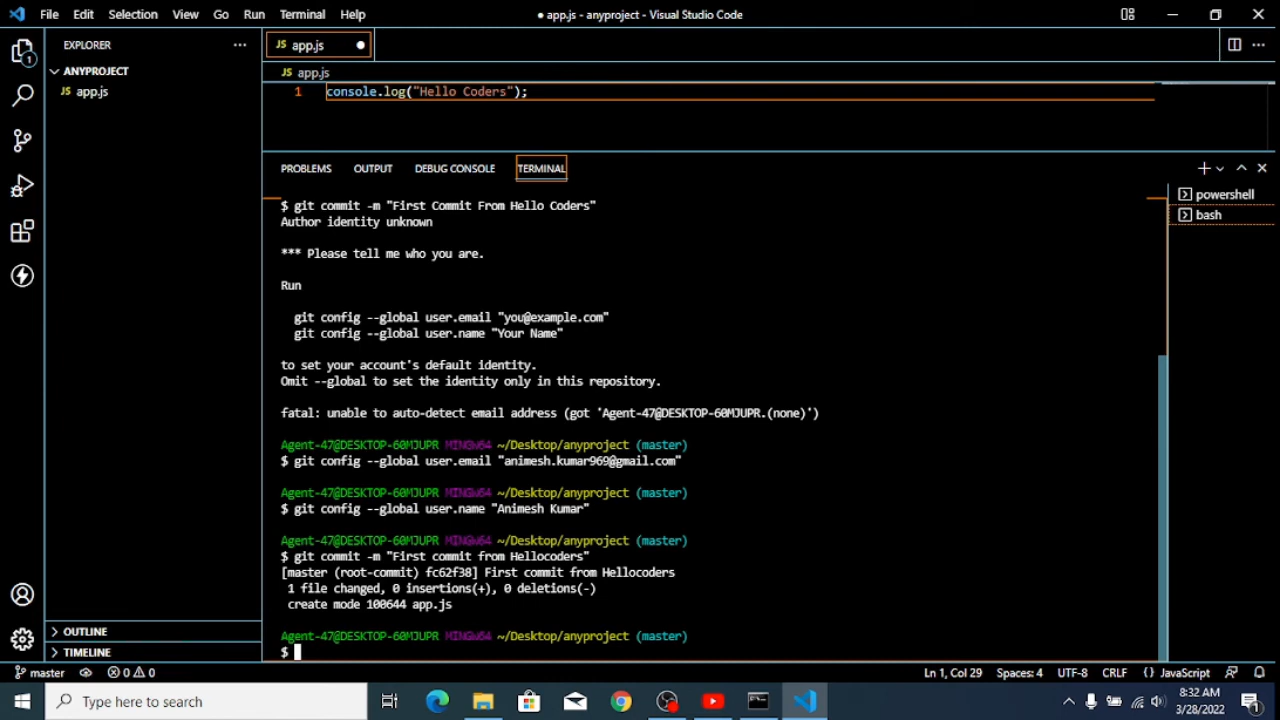 File Edit Selection View Go Run Terminal Help
● app.js - anyproject - Visual Studio Code
EXPLORER
ANYPROJECT
JS app.js
JS app.js
JS app.js
1 console.log("Hello Coders");
PROBLEMS OUTPUT DEBUG CONSOLE TERMINAL
powershell
bash
$ git commit -m "First Commit From Hello Coders"
Author identity unknown
*** Please tell me who you are.
Run
git config --global user.email "you@example.com"
git config --global user.name "Your Name"
to set your account's default identity.
Omit --global to set the identity only in this repository.
fatal: unable to auto-detect email address (got 'Agent-47@DESKTOP-60MJUPR.(none)')
Agent-47@DESKTOP-60MJUPR MINGW64 ~/Desktop/anyproject (master)
$ git config --global user.email "animesh.kumar969@gmail.com"
Agent-47@DESKTOP-60MJUPR MINGW64 ~/Desktop/anyproject (master)
$ git config --global user.name "Animesh Kumar"
Agent-47@DESKTOP-60MJUPR MINGW64 ~/Desktop/anyproject (master)
$ git commit -m "First commit from Hellocoders"
[master (root-commit) fc62f38] First commit from Hellocoders
1 file changed, 0 insertions(+), 0 deletions(-)
create mode 100644 app.js
Agent-47@DESKTOP-60MJUPR MINGW64 ~/Desktop/anyproject (master)
$
OUTLINE
TIMELINE
1
master 0 0 Ln 1, Col 29 Spaces: 4 UTF-8 CRLF {} JavaScript
Type here to search
8:32 AM
3/28/2022
1